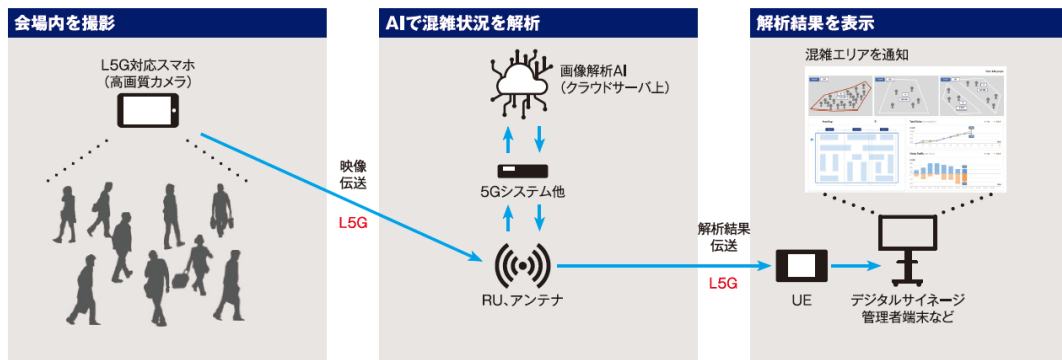 会場内を撮影
L5G対応スマホ
(高画質カメラ)
映像
伝送
L5G
AIで混雑状況を解析
画像解析AI
(クラウドサーバ上)
5Gシステム他
RU、アンテナ
解析結果
伝送
L5G
解析結果を表示
混雑エリアを通知
UE
デジタルサイネージ
管理者端末など